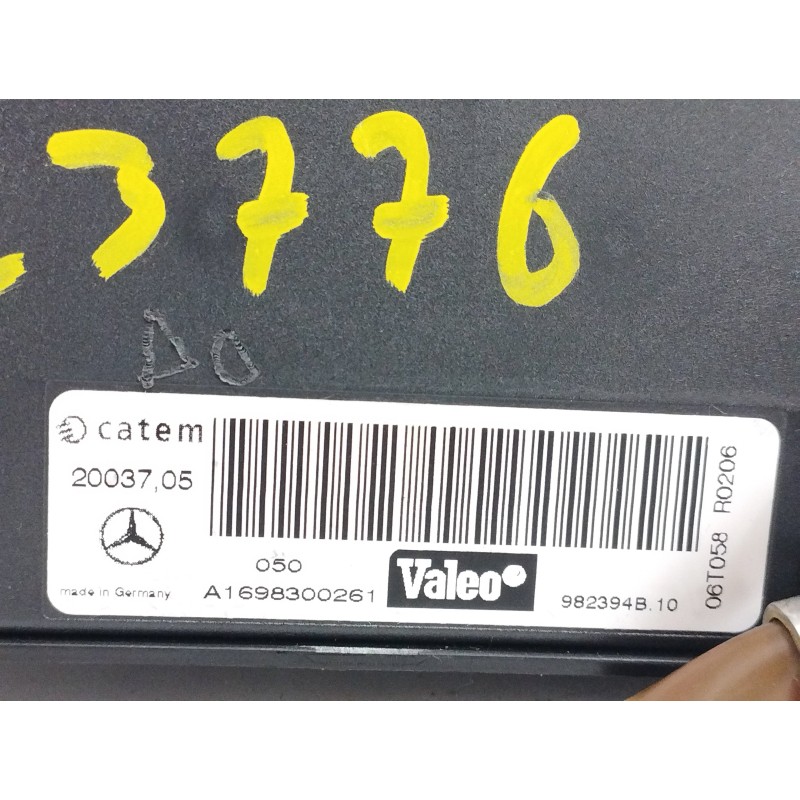 3776
catem
20037,05
made in Germany
050
A1698300261
Valeo
982394B.10
06T058 R0206